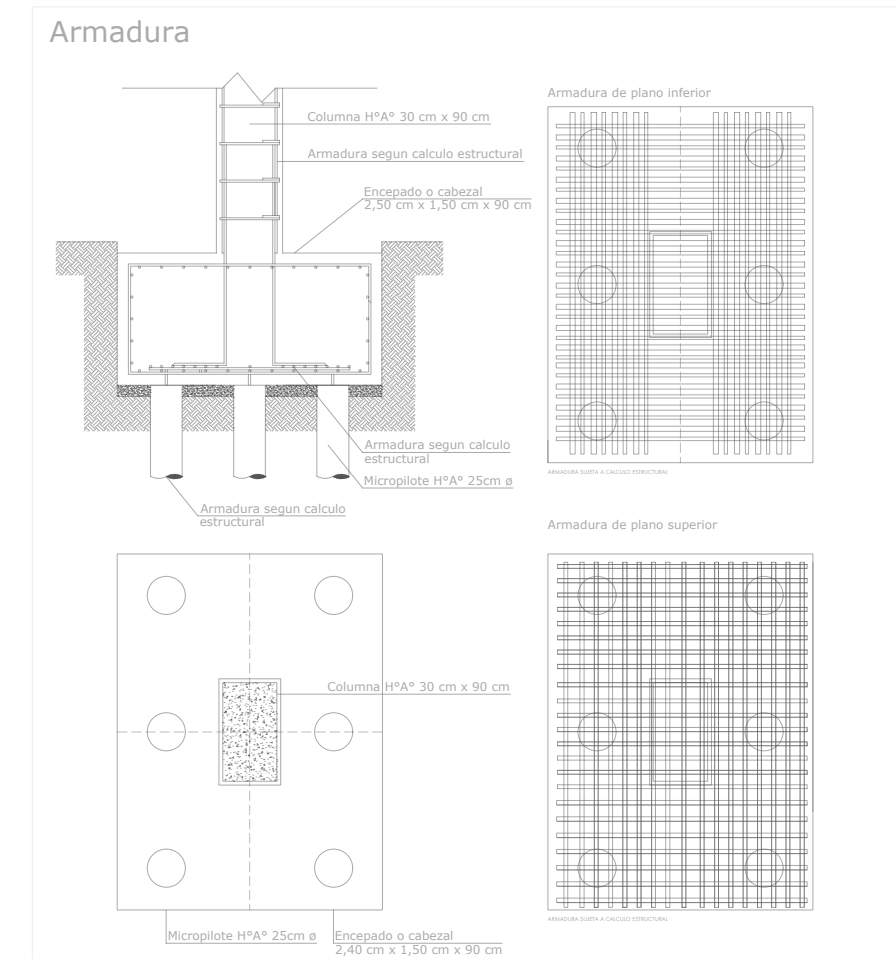 Armadura
Columna H°A° 30 cm x 90 cm
Armadura segun calculo estructural
Encepado o cabezal
2,50 cm x 1,50 cm x 90 cm
Armadura segun calculo
estructural
Micropilote H°A° 25cm ø
Armadura segun calculo
estructural
Armadura de plano inferior
ARMADURA SUJETA A CALCULO ESTRUCTURAL
Columna H°A° 30 cm x 90 cm
Micropilote H°A° 25cm ø
Encepado o cabezal
2,40 cm x 1,50 cm x 90 cm
Armadura de plano superior
ARMADURA SUJETA A CALCULO ESTRUCTURAL